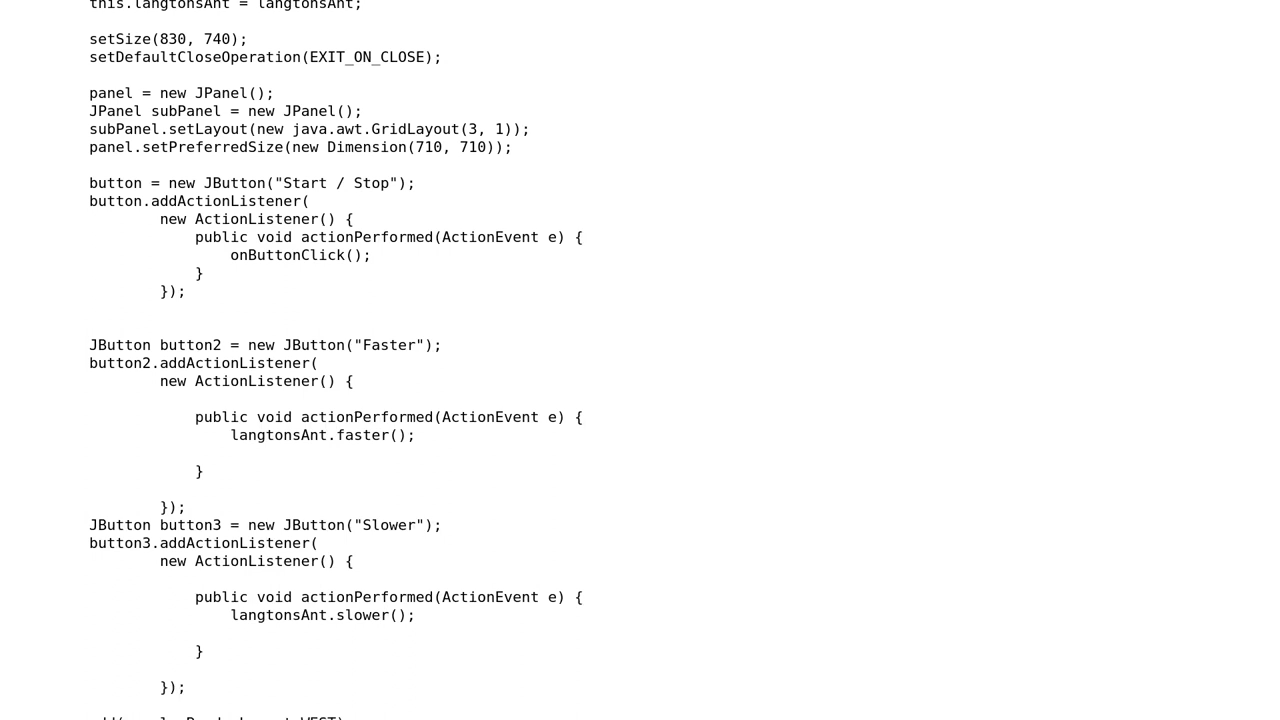 this.langtonsAnt = langtonsAnt;
setSize(830, 740);
setDefaultCloseOperation(EXIT_ON_CLOSE);
panel = new JPanel();
JPanel subPanel = new JPanel();
subPanel.setLayout(new java.awt.GridLayout(3, 1));
panel.setPreferredSize(new Dimension(710, 710));
button = new JButton("Start / Stop");
button.addActionListener(
new ActionListener() {
public void actionPerformed(ActionEvent e) {
onButtonClick();
}
});
JButton button2 = new JButton("Faster");
button2.addActionListener(
new ActionListener() {
public void actionPerformed(ActionEvent e) {
langtonsAnt.faster();
}
});
JButton button3 = new JButton("Slower");
button3.addActionListener(
new ActionListener() {
public void actionPerformed(ActionEvent e) {
langtonsAnt.slower();
}
});